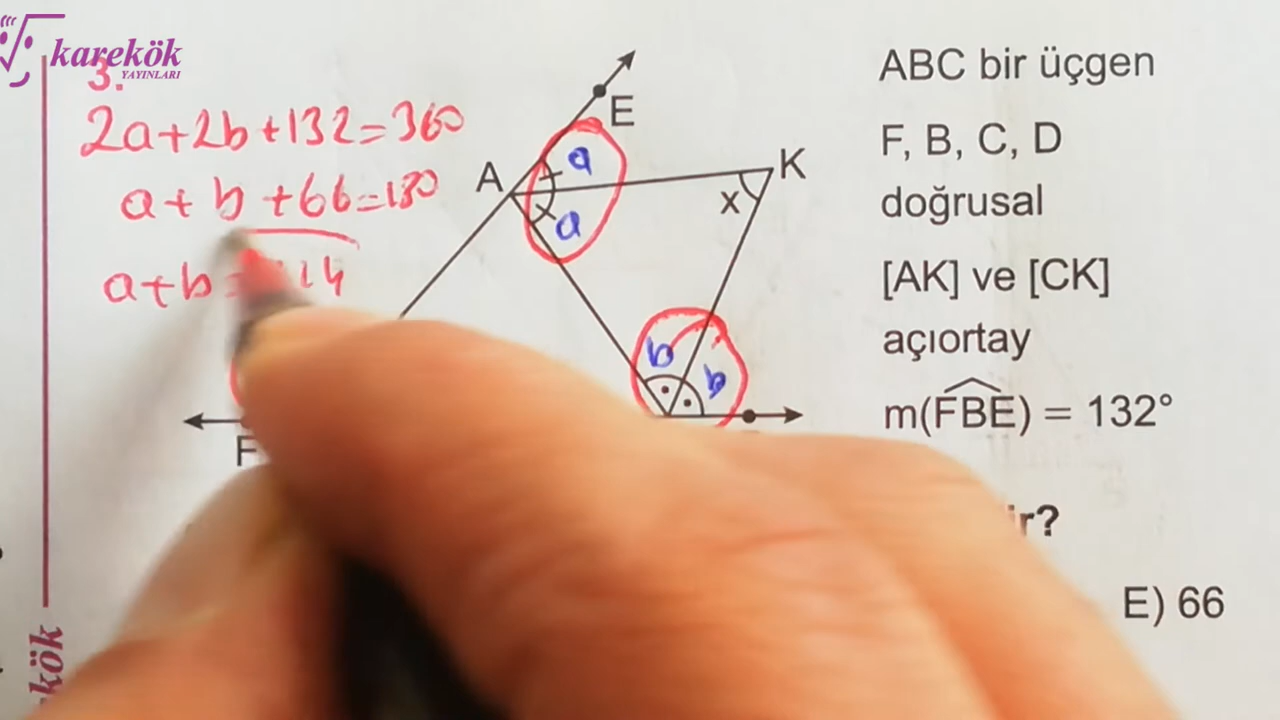 karekök
YAYINLARI
3.
2a+2b+132=360
a+b+66=180
a+b=114
E
A
K
a
a
x
b
b
F
ABC bir üçgen
F, B, C, D
doğrusal
[AK] ve [CK]
açıortay
m(FBE) = 132°
E) 66